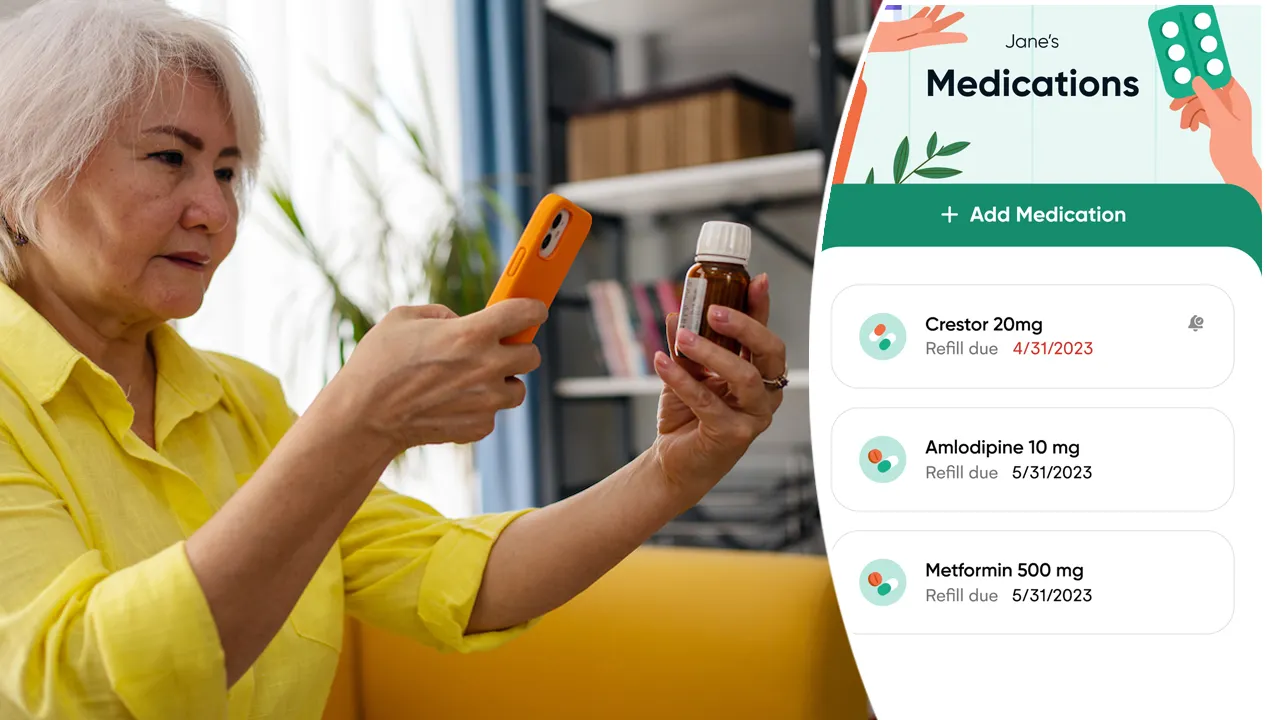 Jane's
Medications
+ Add Medication
Crestor 20mg
Refill due 4/31/2023
Amlodipine 10 mg
Refill due 5/31/2023
Metformin 500 mg
Refill due 5/31/2023